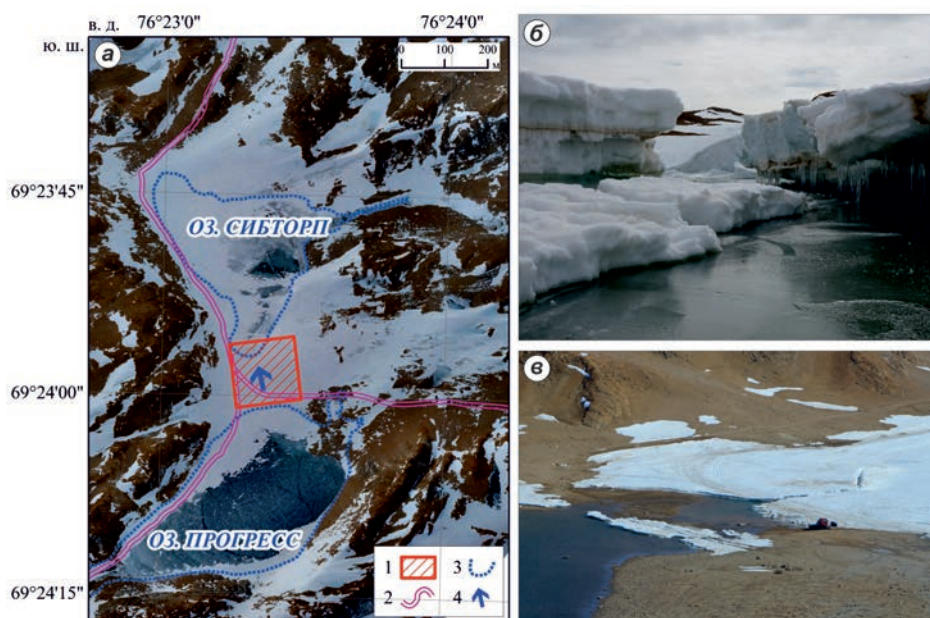 в. д. 76°23'0" 76°24'0"
ю. ш.
а
0 100 200
м
69°23'45"
ОЗ. СИБТОРП
69°24'00"
ОЗ. ПРОГРЕСС
69°24'15"
1 3
2 4
б
в